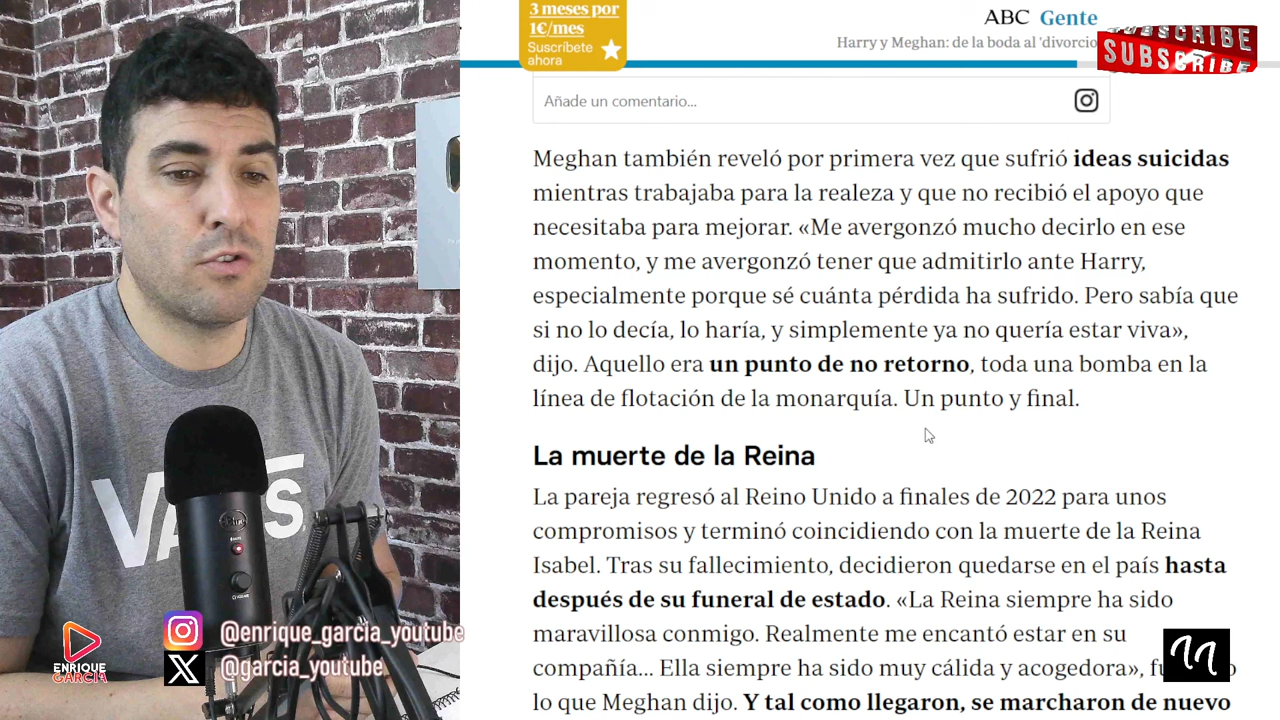 3 meses por
1€/mes
Suscríbete
ahora
ABC Gente
Harry y Meghan: de la boda al 'divorcio
SUBSCRIBE
SUBSCRIBE
Añade un comentario...
Meghan también reveló por primera vez que sufrió ideas suicidas
mientras trabajaba para la realeza y que no recibió el apoyo que
necesitaba para mejorar. «Me avergonzó mucho decirlo en ese
momento, y me avergonzó tener que admitirlo ante Harry,
especialmente porque sé cuánta pérdida ha sufrido. Pero sabía que
si no lo decía, lo haría, y simplemente ya no quería estar viva»,
dijo. Aquello era un punto de no retorno, toda una bomba en la
línea de flotación de la monarquía. Un punto y final.
La muerte de la Reina
La pareja regresó al Reino Unido a finales de 2022 para unos
compromisos y terminó coincidiendo con la muerte de la Reina
Isabel. Tras su fallecimiento, decidieron quedarse en el país hasta
después de su funeral de estado. «La Reina siempre ha sido
maravillosa conmigo. Realmente me encantó estar en su
compañía... Ella siempre ha sido muy cálida y acogedora»,
lo que Meghan dijo. Y tal como llegaron, se marcharon de nuevo
VANS
blue
ENRIQUE
GARCIA
@enrique_garcia_youtube
@garcia_youtube